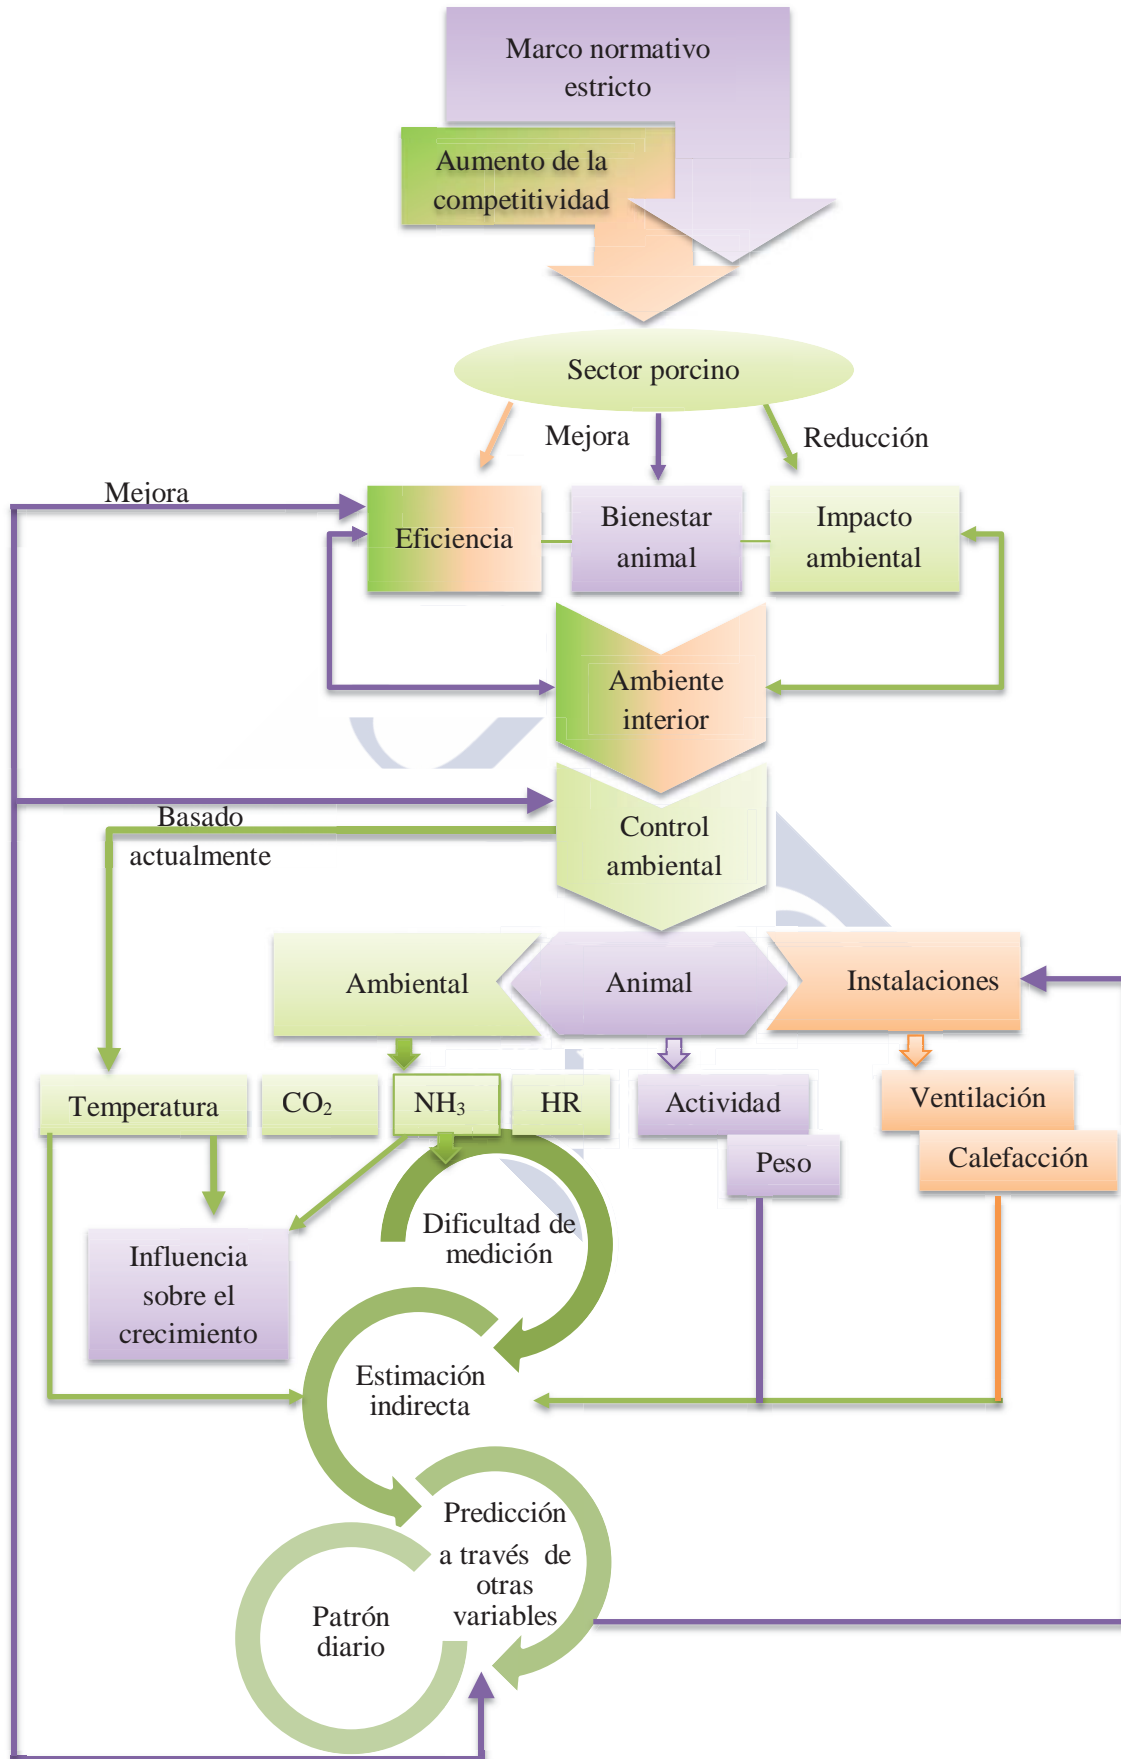 Marco normativo
estricto
Aumento de la
competitividad
Sector porcino
Mejora
Reducción
Mejora
Eficiencia
Bienestar
animal
Impacto
ambiental
Ambiente
interior
Basado
actualmente
Control
ambiental
Ambiental
Animal
Instalaciones
Temperatura
CO₂
NH₃
HR
Actividad
Ventilación
Peso
Calefacción
Dificultad de
medición
Influencia
sobre el
crecimiento
Estimación
indirecta
Predicción
a través de
otras
variables
Patrón
diario